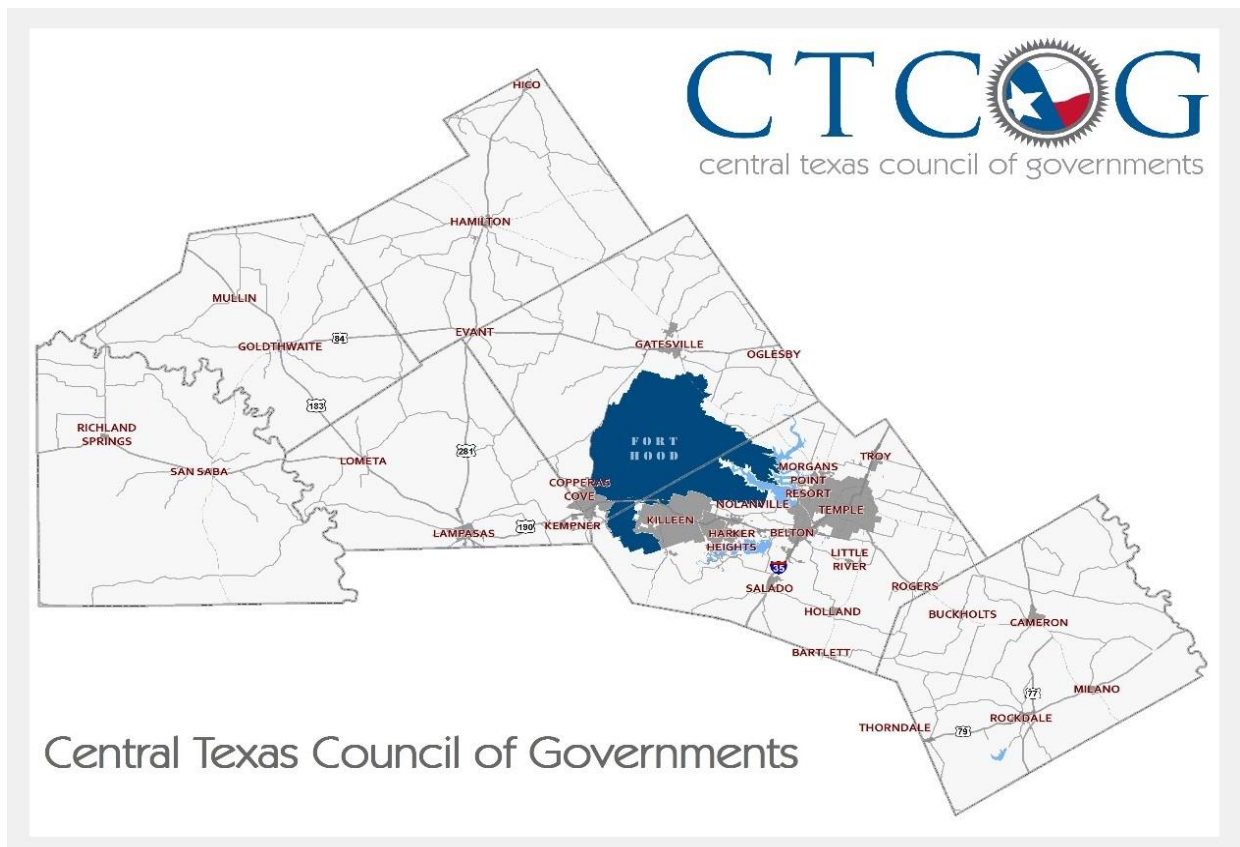 CTCOG
central texas council of governments
HICO
HAMILTON
MULLIN
GOLDTHWAITE
84
EVANT
GATESVILLE
OGLESBY
183
RICHLAND
SPRINGS
SAN SABA
LOMETA
281
FORT
HOOD
COPPERAS
COVE
KEMPNER
LAMPASAS
190
KILLEEN
NOLANVILLE
HARKER
HEIGHTS
BELTON
MORGANS
POINT
RESORT
TROY
TEMPLE
35
LITTLE
RIVER
SALADO
HOLLAND
ROGERS
BUCKHOLTS
CAMERON
BARTLETT
THORNDALE
79
ROCKDALE
77
MILANO
Central Texas Council of Governments